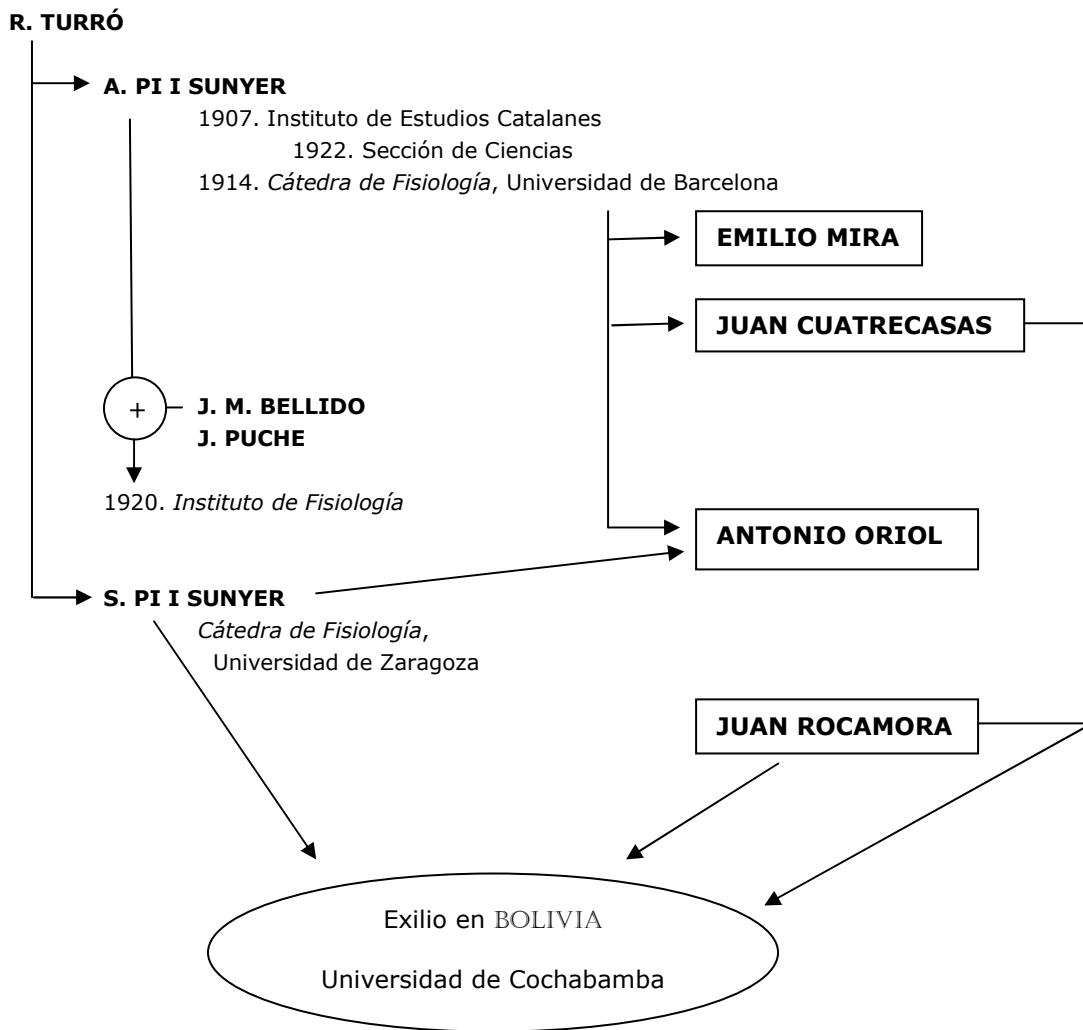 R. TURRÓ
A. PI I SUNYER
1907. Instituto de Estudios Catalanes
1922. Sección de Ciencias
1914. Cátedra de Fisiología, Universidad de Barcelona
EMILIO MIRA
JUAN CUATRECASAS
+
J. M. BELLIDO
J. PUCHE
1920. Instituto de Fisiología
ANTONIO ORIOL
S. PI I SUNYER
Cátedra de Fisiología,
Universidad de Zaragoza
JUAN ROCAMORA
Exilio en BOLIVIA
Universidad de Cochabamba